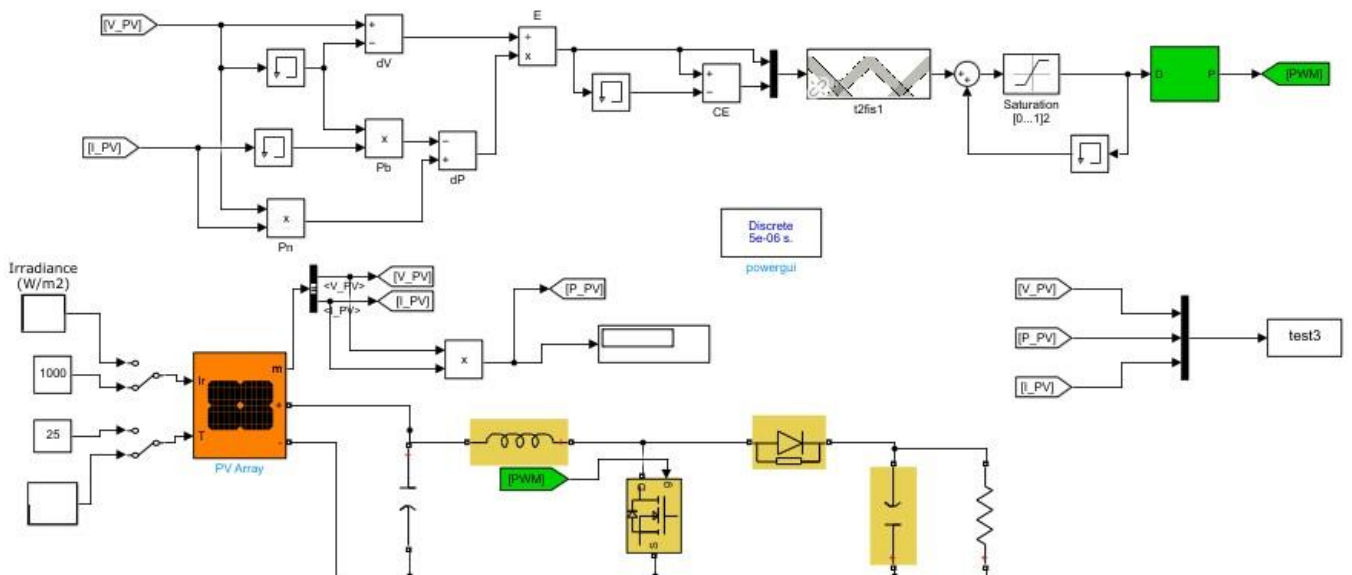 [V_PV]
+
−
dV
E
+
x
+
−
CE
t2fis1
+
+
Saturation
[0...1]2
D
P
[PWM]
[I_PV]
x
Pb
−
+
dP
x
Pn
Discrete
5e-06 s.
powergui
Irradiance
(W/m2)
<V_PV>
<I_PV>
[V_PV]
[I_PV]
[P_PV]
x
1000
25
Ir
T
m
+
-
PV Array
[V_PV]
[P_PV]
[I_PV]
test3
+
[PWM]
g
D
S
+
+
+
+